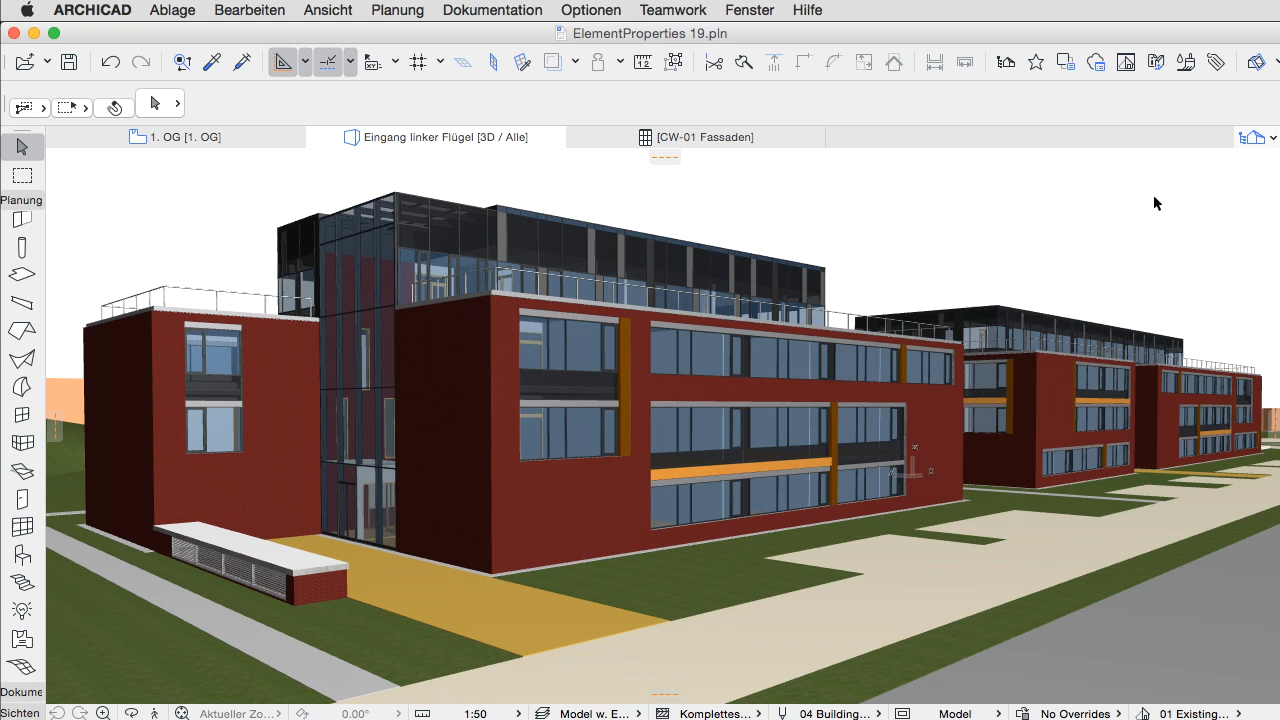 ARCHICAD Ablage Bearbeiten Ansicht Planung Dokumentation Optionen Teamwork Fenster Hilfe
ElementProperties 19.pln
1. OG [1. OG]
Eingang linker Flügel [3D / Alle]
[CW-01 Fassaden]
Planung
Dokume
Sichten
Aktueller Zo...
0.00°
1:50
Model w. E...
Komplettes...
04 Building...
Model
No Overrides
01 Existing...